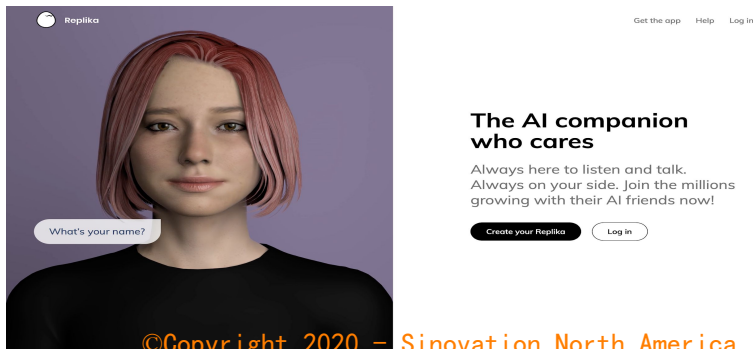 Replika
Get the app Help Log in
The AI companion
who cares
Always here to listen and talk.
Always on your side. Join the millions
growing with their AI friends now!
What's your name?
Create your Replika Log in
©Copyright 2020 - Sinovation North America